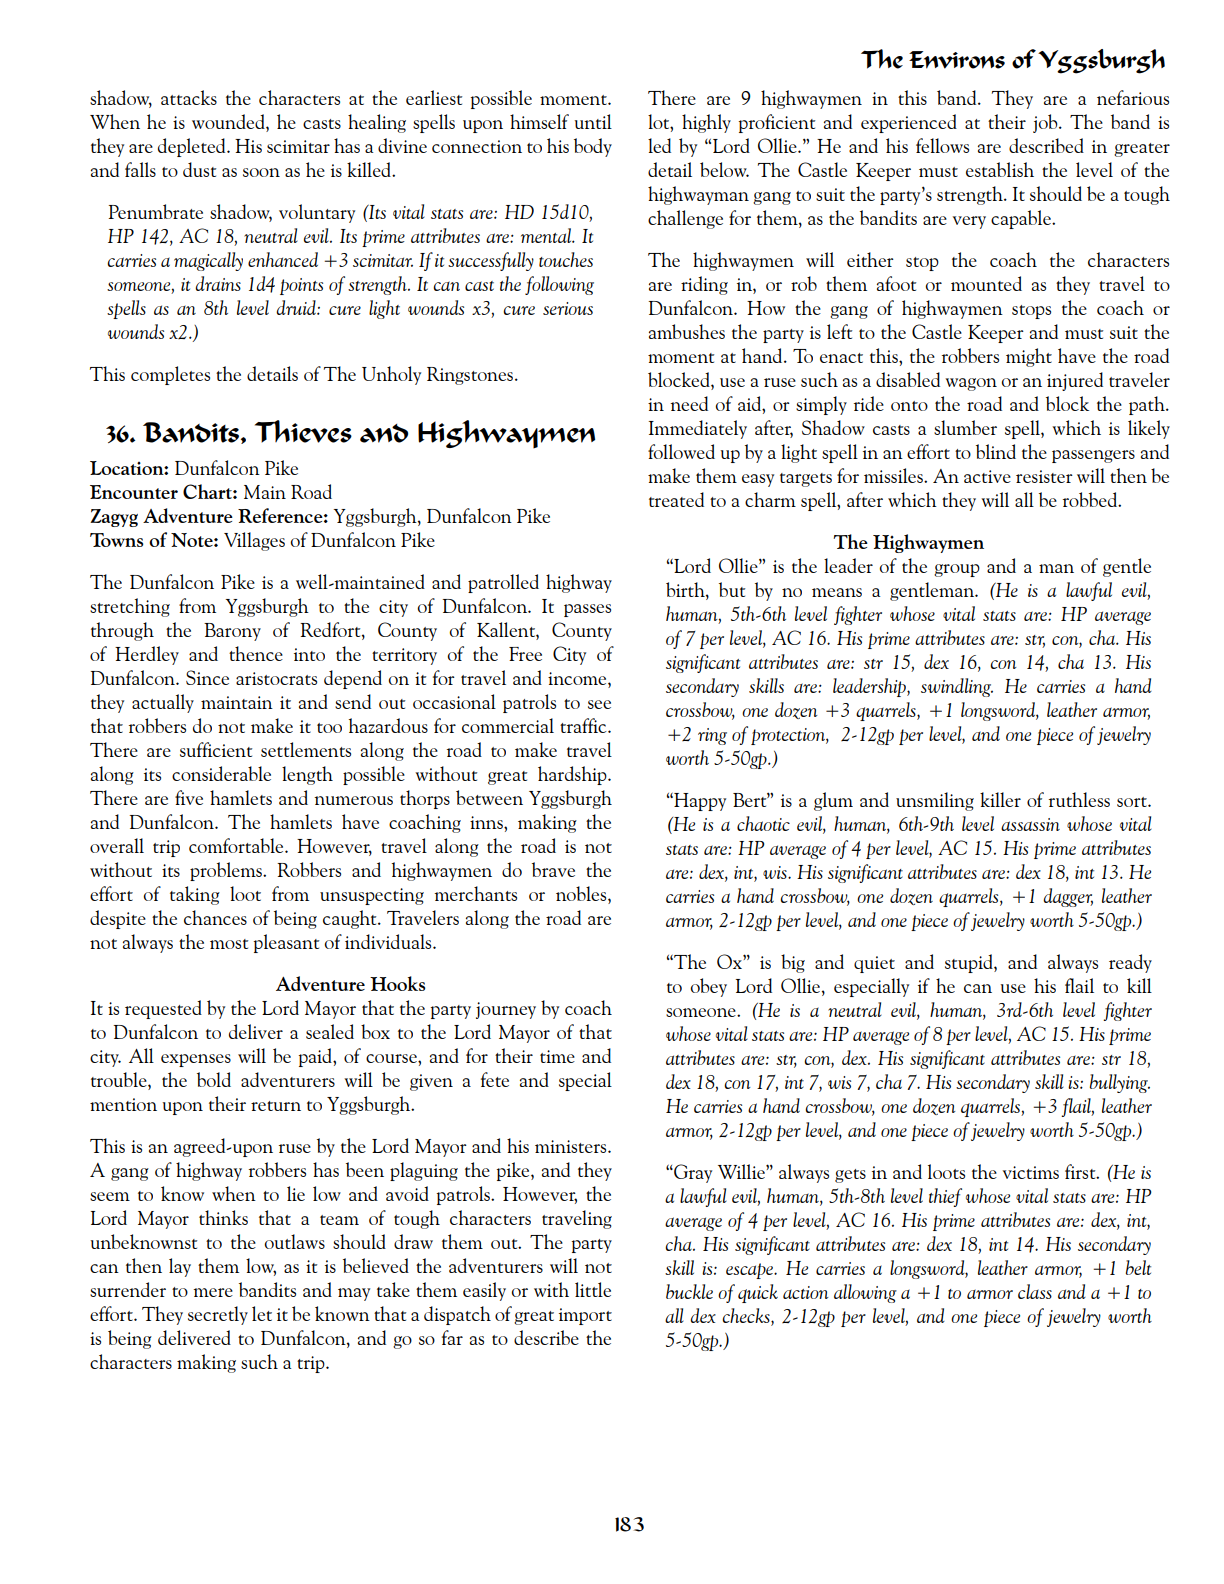 The Environs of Yggsburgh
shadow, attacks the characters at the earliest possible moment.
When he is wounded, he casts healing spells upon himself until
they are depleted. His scimitar has a divine connection to his body
and falls to dust as soon as he is killed.
Penumbrate shadow, voluntary (Its vital stats are: HD 15d10,
HP 142, AC 18, neutral evil. Its prime attributes are: mental. It
carries a magically enhanced +3 scimitar. If it successfully touches
someone, it drains 1d4 points of strength. It can cast the following
spells as an 8th level druid: cure light wounds x3, cure serious
wounds x2.)
This completes the details of The Unholy Ringstones.
36. Bandits, Thieves and Highwaymen
Location: Dunfalcon Pike
Encounter Chart: Main Road
Zagyg Adventure Reference: Yggsburgh, Dunfalcon Pike
Towns of Note: Villages of Dunfalcon Pike
The Dunfalcon Pike is a well-maintained and patrolled highway
stretching from Yggsburgh to the city of Dunfalcon. It passes
through the Barony of Redfort, County of Kallent, County
of Herdley and thence into the territory of the Free City of
Dunfalcon. Since aristocrats depend on it for travel and income,
they actually maintain it and send out occasional patrols to see
that robbers do not make it too hazardous for commercial traffic.
There are sufficient settlements along the road to make travel
along its considerable length possible without great hardship.
There are five hamlets and numerous thorps between Yggsburgh
and Dunfalcon. The hamlets have coaching inns, making the
overall trip comfortable. However, travel along the road is not
without its problems. Robbers and highwaymen do brave the
effort of taking loot from unsuspecting merchants or nobles,
despite the chances of being caught. Travelers along the road are
not always the most pleasant of individuals.
Adventure Hooks
It is requested by the Lord Mayor that the party journey by coach
to Dunfalcon to deliver a sealed box to the Lord Mayor of that
city. All expenses will be paid, of course, and for their time and
trouble, the bold adventurers will be given a fete and special
mention upon their return to Yggsburgh.
This is an agreed-upon ruse by the Lord Mayor and his ministers.
A gang of highway robbers has been plaguing the pike, and they
seem to know when to lie low and avoid patrols. However, the
Lord Mayor thinks that a team of tough characters traveling
unbeknownst to the outlaws should draw them out. The party
can then lay them low, as it is believed the adventurers will not
surrender to mere bandits and may take them easily or with little
effort. They secretly let it be known that a dispatch of great import
is being delivered to Dunfalcon, and go so far as to describe the
characters making such a trip.
There are 9 highwaymen in this band. They are a nefarious
lot, highly proficient and experienced at their job. The band is
led by “Lord Ollie.” He and his fellows are described in greater
detail below. The Castle Keeper must establish the level of the
highwayman gang to suit the party’s strength. It should be a tough
challenge for them, as the bandits are very capable.
The highwaymen will either stop the coach the characters
are riding in, or rob them afoot or mounted as they travel to
Dunfalcon. How the gang of highwaymen stops the coach or
ambushes the party is left to the Castle Keeper and must suit the
moment at hand. To enact this, the robbers might have the road
blocked, use a ruse such as a disabled wagon or an injured traveler
in need of aid, or simply ride onto the road and block the path.
Immediately after, Shadow casts a slumber spell, which is likely
followed up by a light spell in an effort to blind the passengers and
make them easy targets for missiles. An active resister will then be
treated to a charm spell, after which they will all be robbed.
The Highwaymen
“Lord Ollie” is the leader of the group and a man of gentle
birth, but by no means a gentleman. (He is a lawful evil,
human, 5th-6th level fighter whose vital stats are: HP average
of 7 per level, AC 16. His prime attributes are: str, con, cha. His
significant attributes are: str 15, dex 16, con 14, cha 13. His
secondary skills are: leadership, swindling. He carries a hand
crossbow, one dozen +3 quarrels, +1 longsword, leather armor,
+2 ring of protection, 2-12gp per level, and one piece of jewelry
worth 5-50gp.)
“Happy Bert” is a glum and unsmiling killer of ruthless sort.
(He is a chaotic evil, human, 6th-9th level assassin whose vital
stats are: HP average of 4 per level, AC 15. His prime attributes
are: dex, int, wis. His significant attributes are: dex 18, int 13. He
carries a hand crossbow, one dozen quarrels, +1 dagger, leather
armor, 2-12gp per level, and one piece of jewelry worth 5-50gp.)
“The Ox” is big and quiet and stupid, and always ready
to obey Lord Ollie, especially if he can use his flail to kill
someone. (He is a neutral evil, human, 3rd-6th level fighter
whose vital stats are: HP average of 8 per level, AC 15. His prime
attributes are: str, con, dex. His significant attributes are: str 18,
dex 18, con 17, int 7, wis 7, cha 7. His secondary skill is: bullying.
He carries a hand crossbow, one dozen quarrels, +3 flail, leather
armor, 2-12gp per level, and one piece of jewelry worth 5-50gp.)
“Gray Willie” always gets in and loots the victims first. (He is
a lawful evil, human, 5th-8th level thief whose vital stats are: HP
average of 4 per level, AC 16. His prime attributes are: dex, int,
cha. His significant attributes are: dex 18, int 14. His secondary
skill is: escape. He carries a longsword, leather armor, +1 belt
buckle of quick action allowing a +1 to armor class and a +1 to
all dex checks, 2-12gp per level, and one piece of jewelry worth
5-50gp.)
183